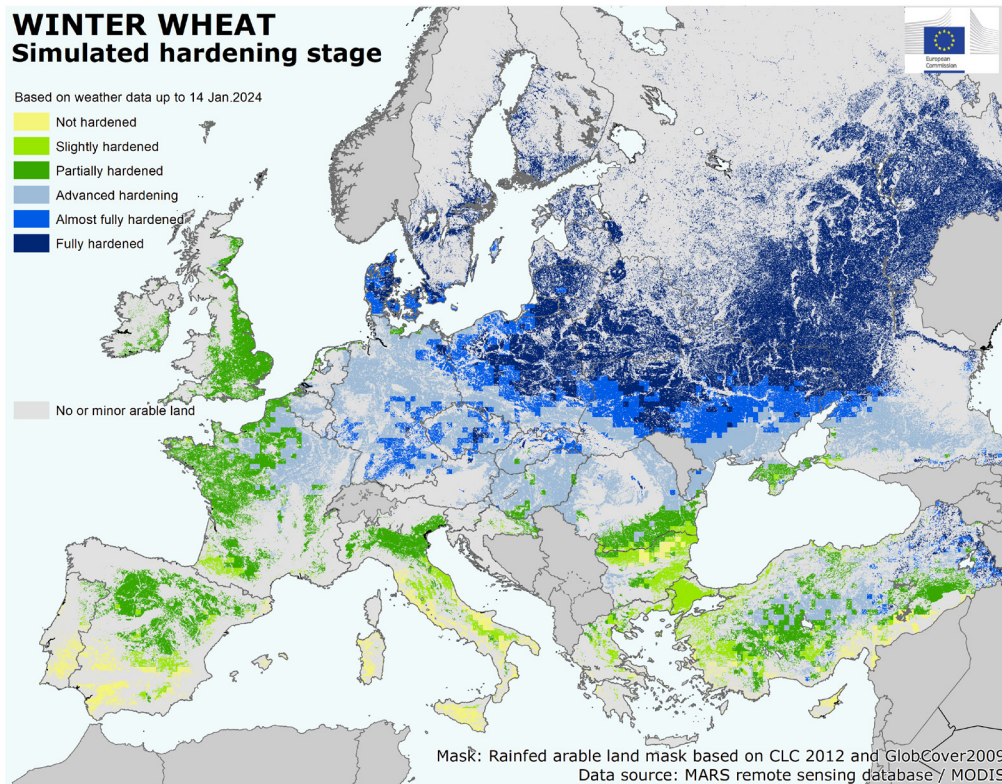 WINTER WHEAT
Simulated hardening stage
European
Commission
Based on weather data up to 14 Jan.2024
Not hardened
Slightly hardened
Partially hardened
Advanced hardening
Almost fully hardened
Fully hardened
No or minor arable land
Mask: Rainfed arable land mask based on CLC 2012 and GlobCover2009
Data source: MARS remote sensing database / MODIS